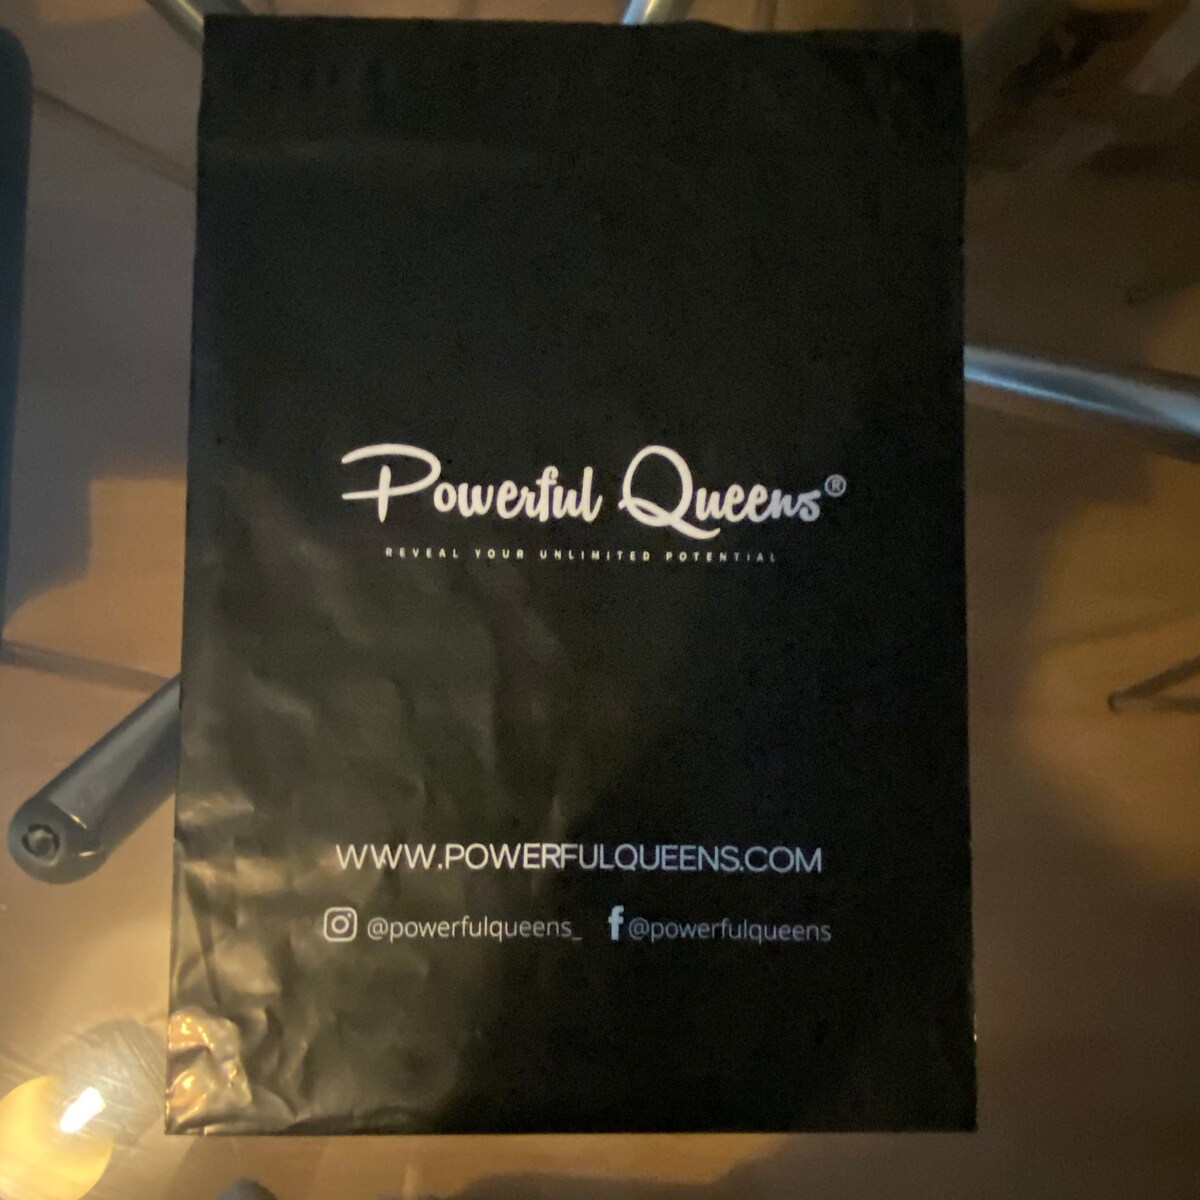 Powerful Queens®
REVEAL YOUR UNLIMITED POTENTIAL
WWW.POWERFULQUEENS.COM
@powerfulqueens_ f @powerfulqueens